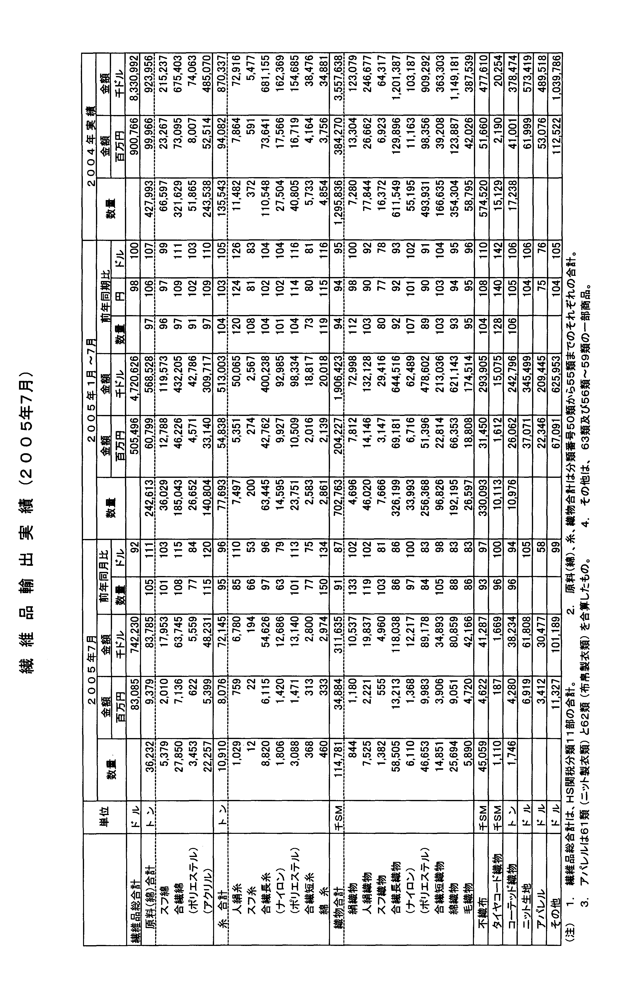 繊維品輸出実績（２００５年７月）
単位 ２００５年７月 ２００５年１月～７月 ２００４年実績
数量 金額 金額 前年同月比 数量 金額 金額 前年同期比 数量 金額 金額
百万円 千ドル 数量 ドル 百万円 千ドル 数量 円 ドル 百万円 千ドル
繊維品総合計 ドル 83,085 742,230 92 505,496 4,720,626 98 100 900,766 8,330,992
原料（綿）合計 トン 36,232 9,379 83,785 105 111 242,613 60,799 568,528 97 106 107 427,993 99,966 923,956
スフ綿 5,379 2,010 17,953 101 103 36,029 12,788 119,573 96 97 99 66,597 23,267 215,237
合繊綿 27,850 7,136 63,745 108 115 185,043 46,226 432,205 97 109 111 321,629 73,095 675,403
（ポリエステル） 3,453 622 5,559 77 84 26,652 4,571 42,786 91 102 103 51,865 8,007 74,063
（アクリル） 22,257 5,399 48,231 115 120 140,804 33,140 309,717 97 109 110 243,538 52,514 485,070
糸 合計 トン 10,910 8,076 72,145 95 96 77,693 54,838 513,003 104 103 105 135,543 94,082 870,337
人絹糸 1,029 759 6,780 85 110 7,497 5,351 50,065 120 124 126 11,482 7,864 72,916
スフ糸 12 22 194 66 53 200 274 2,567 108 81 83 372 591 5,477
合繊長糸 8,820 6,115 54,626 97 96 63,445 42,762 400,238 104 102 104 110,548 73,641 681,155
（ナイロン） 1,806 1,420 12,686 63 79 14,595 9,927 92,985 101 102 104 27,504 17,566 162,369
（ポリエステル） 3,088 1,471 13,140 101 113 23,751 10,509 98,334 104 114 116 40,805 16,719 154,685
合繊短糸 368 313 2,800 77 75 2,583 2,016 18,817 73 80 81 5,733 4,164 38,476
綿 糸 460 333 2,974 150 134 2,861 2,139 20,018 119 115 116 4,854 3,756 34,881
織物合計 千SM 114,781 34,884 311,635 91 87 702,763 204,227 1,906,423 94 94 95 1,295,836 384,270 3,557,638
絹織物 844 1,180 10,537 133 102 4,696 7,812 72,998 112 98 100 7,280 13,304 123,079
人絹織物 7,525 2,221 19,837 119 102 46,020 14,146 132,128 103 90 92 77,844 26,662 246,677
スフ織物 1,382 555 4,960 103 81 7,666 3,147 29,416 80 77 78 16,372 6,923 64,317
合繊長織物 58,505 13,213 118,038 86 86 326,199 69,181 644,516 92 92 93 611,549 129,896 1,201,387
（ナイロン） 6,110 1,368 12,217 97 100 33,993 6,716 62,489 107 101 102 55,195 11,163 103,187
（ポリエステル） 46,653 9,983 89,178 84 83 256,368 51,396 478,602 89 90 91 493,931 98,356 909,292
合繊短織物 14,851 3,906 34,893 105 98 96,826 22,814 213,036 103 103 104 166,635 39,208 363,303
綿織物 25,694 9,051 80,859 88 83 192,195 66,353 621,143 93 94 95 354,304 123,887 1,149,181
毛織物 5,890 4,720 42,166 86 83 26,597 18,808 174,514 95 95 96 58,795 42,026 387,539
不織布 千SM 45,059 4,622 41,287 93 97 330,093 31,450 293,905 104 108 110 574,520 51,660 477,610
タイヤコード織物 千SM 1,110 187 1,669 96 100 10,113 1,612 15,075 128 140 142 15,129 2,190 20,254
コーテッド織物 トン 1,746 4,280 38,234 96 94 10,976 26,062 242,796 106 105 106 17,238 41,001 378,474
ニット生地 ドル 6,919 61,808 105 37,071 345,499 104 106 61,999 573,419
アパレル ドル 3,412 30,477 58 22,346 209,445 75 76 53,076 489,518
その他 ドル 11,327 101,189 99 67,091 625,953 104 105 112,522 1,039,786
（注） 1. 繊維品総合計は、HS関税分類11部の合計。 2. 原料（綿）、糸、織物合計は分類番号50類から55類までのそれぞれの合計。
3. アパレルは61類（ニット製衣類）と62類（布帛製衣類）を合算したもの。 4. その他は、63類及び56類～59類の一部商品。